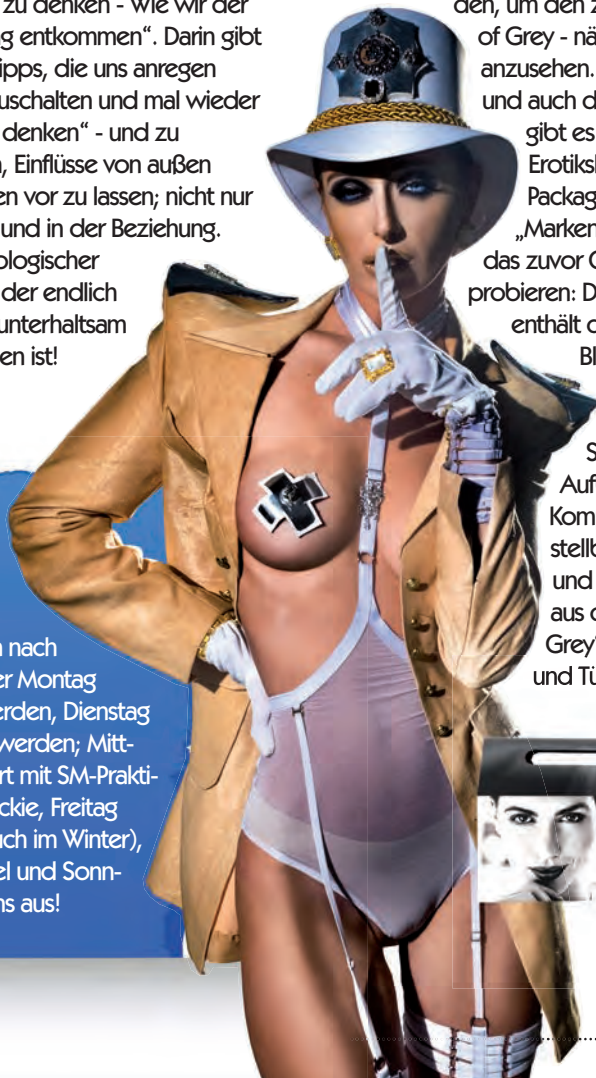 zu denken - wie wir der
g entkommen“. Darin gibt
ipps, die uns anregen
uschalten und mal wieder
denken“ - und zu
, Einflüsse von außen
en vor zu lassen; nicht nur
und in der Beziehung.
ologischer
der endlich
unterhaltsam
en ist!
n nach
er Montag
erden, Dienstag
werden; Mitt-
rt mit SM-Prakti-
ckie, Freitag
uch im Winter),
el und Sonn-
ns aus!
den, um den z
of Grey - nä
anzusehen.
und auch d
gibt es
Erotiksl
Packag
„Marken
das zuvor G
probieren: D
enthält d
Bl
S
Auf
Kom
stellb
und
aus d
Grey“
und Tü